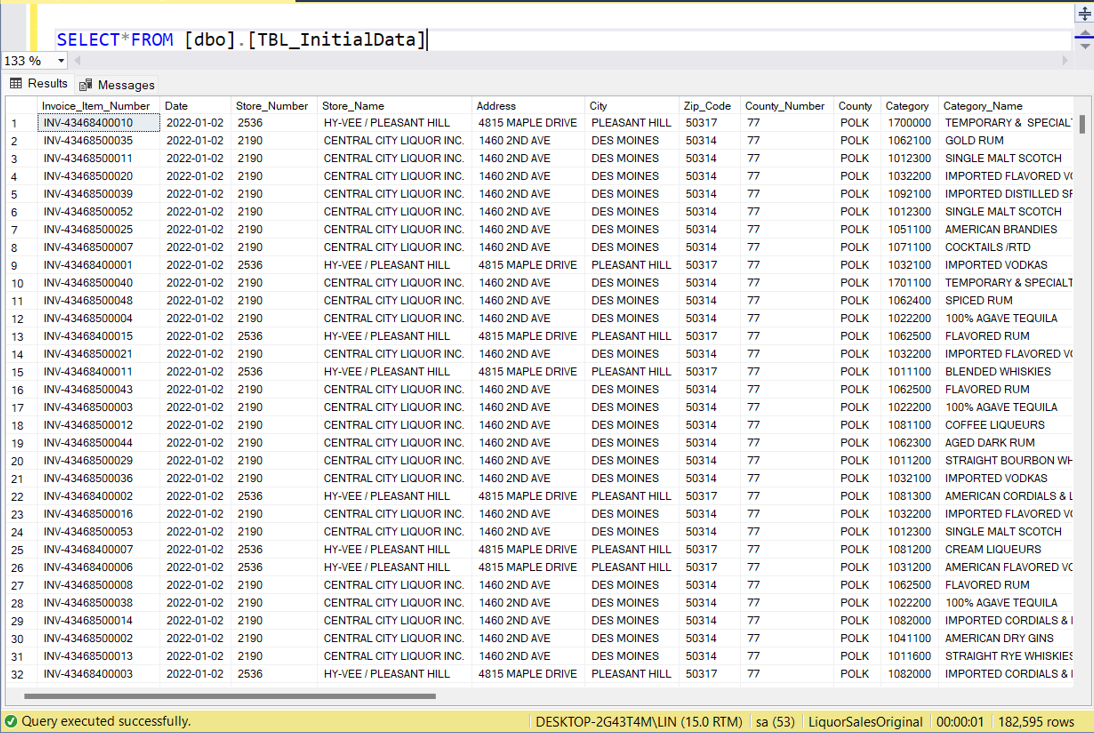 SELECT*FROM [dbo].[TBL_InitialData]
133 %
Results Messages
Invoice_Item_Number Date Store_Number Store_Name Address City Zip_Code County_Number County Category Category_Name
1 INV-43468400010 2022-01-02 2536 HY-VEE / PLEASANT HILL 4815 MAPLE DRIVE PLEASANT HILL 50317 77 POLK 1700000 TEMPORARY & SPECIALT
2 INV-43468500035 2022-01-02 2190 CENTRAL CITY LIQUOR INC. 1460 2ND AVE DES MOINES 50314 77 POLK 1062100 GOLD RUM
3 INV-43468500011 2022-01-02 2190 CENTRAL CITY LIQUOR INC. 1460 2ND AVE DES MOINES 50314 77 POLK 1012300 SINGLE MALT SCOTCH
4 INV-43468500020 2022-01-02 2190 CENTRAL CITY LIQUOR INC. 1460 2ND AVE DES MOINES 50314 77 POLK 1032200 IMPORTED FLAVORED VO
5 INV-43468500039 2022-01-02 2190 CENTRAL CITY LIQUOR INC. 1460 2ND AVE DES MOINES 50314 77 POLK 1092100 IMPORTED DISTILLED SP
6 INV-43468500052 2022-01-02 2190 CENTRAL CITY LIQUOR INC. 1460 2ND AVE DES MOINES 50314 77 POLK 1012300 SINGLE MALT SCOTCH
7 INV-43468500025 2022-01-02 2190 CENTRAL CITY LIQUOR INC. 1460 2ND AVE DES MOINES 50314 77 POLK 1051100 AMERICAN BRANDIES
8 INV-43468500007 2022-01-02 2190 CENTRAL CITY LIQUOR INC. 1460 2ND AVE DES MOINES 50314 77 POLK 1071100 COCKTAILS /RTD
9 INV-43468400001 2022-01-02 2536 HY-VEE / PLEASANT HILL 4815 MAPLE DRIVE PLEASANT HILL 50317 77 POLK 1032100 IMPORTED VODKAS
10 INV-43468500040 2022-01-02 2190 CENTRAL CITY LIQUOR INC. 1460 2ND AVE DES MOINES 50314 77 POLK 1701100 TEMPORARY & SPECIALT
11 INV-43468500048 2022-01-02 2190 CENTRAL CITY LIQUOR INC. 1460 2ND AVE DES MOINES 50314 77 POLK 1062400 SPICED RUM
12 INV-43468500004 2022-01-02 2190 CENTRAL CITY LIQUOR INC. 1460 2ND AVE DES MOINES 50314 77 POLK 1022200 100% AGAVE TEQUILA
13 INV-43468400015 2022-01-02 2536 HY-VEE / PLEASANT HILL 4815 MAPLE DRIVE PLEASANT HILL 50317 77 POLK 1062500 FLAVORED RUM
14 INV-43468500021 2022-01-02 2190 CENTRAL CITY LIQUOR INC. 1460 2ND AVE DES MOINES 50314 77 POLK 1032200 IMPORTED FLAVORED VO
15 INV-43468400011 2022-01-02 2536 HY-VEE / PLEASANT HILL 4815 MAPLE DRIVE PLEASANT HILL 50317 77 POLK 1011100 BLENDED WHISKIES
16 INV-43468500043 2022-01-02 2190 CENTRAL CITY LIQUOR INC. 1460 2ND AVE DES MOINES 50314 77 POLK 1062500 FLAVORED RUM
17 INV-43468500003 2022-01-02 2190 CENTRAL CITY LIQUOR INC. 1460 2ND AVE DES MOINES 50314 77 POLK 1022200 100% AGAVE TEQUILA
18 INV-43468500012 2022-01-02 2190 CENTRAL CITY LIQUOR INC. 1460 2ND AVE DES MOINES 50314 77 POLK 1081100 COFFEE LIQUEURS
19 INV-43468500044 2022-01-02 2190 CENTRAL CITY LIQUOR INC. 1460 2ND AVE DES MOINES 50314 77 POLK 1062300 AGED DARK RUM
20 INV-43468500029 2022-01-02 2190 CENTRAL CITY LIQUOR INC. 1460 2ND AVE DES MOINES 50314 77 POLK 1011200 STRAIGHT BOURBON WH
21 INV-43468500036 2022-01-02 2190 CENTRAL CITY LIQUOR INC. 1460 2ND AVE DES MOINES 50314 77 POLK 1032100 IMPORTED VODKAS
22 INV-43468400002 2022-01-02 2536 HY-VEE / PLEASANT HILL 4815 MAPLE DRIVE PLEASANT HILL 50317 77 POLK 1081300 AMERICAN CORDIALS & L
23 INV-43468500016 2022-01-02 2190 CENTRAL CITY LIQUOR INC. 1460 2ND AVE DES MOINES 50314 77 POLK 1032200 IMPORTED FLAVORED VO
24 INV-43468500053 2022-01-02 2190 CENTRAL CITY LIQUOR INC. 1460 2ND AVE DES MOINES 50314 77 POLK 1012300 SINGLE MALT SCOTCH
25 INV-43468400007 2022-01-02 2536 HY-VEE / PLEASANT HILL 4815 MAPLE DRIVE PLEASANT HILL 50317 77 POLK 1081200 CREAM LIQUEURS
26 INV-43468400006 2022-01-02 2536 HY-VEE / PLEASANT HILL 4815 MAPLE DRIVE PLEASANT HILL 50317 77 POLK 1031200 AMERICAN FLAVORED VO
27 INV-43468500008 2022-01-02 2190 CENTRAL CITY LIQUOR INC. 1460 2ND AVE DES MOINES 50314 77 POLK 1062500 FLAVORED RUM
28 INV-43468500038 2022-01-02 2190 CENTRAL CITY LIQUOR INC. 1460 2ND AVE DES MOINES 50314 77 POLK 1022200 100% AGAVE TEQUILA
29 INV-43468500014 2022-01-02 2190 CENTRAL CITY LIQUOR INC. 1460 2ND AVE DES MOINES 50314 77 POLK 1082000 IMPORTED CORDIALS &
30 INV-43468500002 2022-01-02 2190 CENTRAL CITY LIQUOR INC. 1460 2ND AVE DES MOINES 50314 77 POLK 1041100 AMERICAN DRY GINS
31 INV-43468500013 2022-01-02 2190 CENTRAL CITY LIQUOR INC. 1460 2ND AVE DES MOINES 50314 77 POLK 1011600 STRAIGHT RYE WHISKIES
32 INV-43468400003 2022-01-02 2536 HY-VEE / PLEASANT HILL 4815 MAPLE DRIVE PLEASANT HILL 50317 77 POLK 1082000 IMPORTED CORDIALS &
Query executed successfully. DESKTOP-2G43T4M\LIN (15.0 RTM) sa (53) LiquorSalesOriginal 00:00:01 182,595 rows